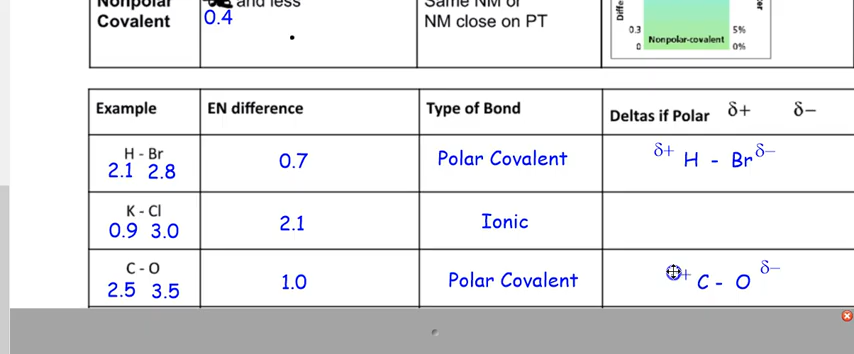 Nonpolar
Covalent
and less
0.4
Same NM or
NM close on PT
0.3
0
Nonpolar-covalent
5%
0%
Example
EN difference
Type of Bond
Deltas if Polar δ+ δ−
H - Br
2.1 2.8
0.7
Polar Covalent
δ+ H - Br δ−
K - Cl
0.9 3.0
2.1
Ionic
C - O
2.5 3.5
1.0
Polar Covalent
+ C - O δ−